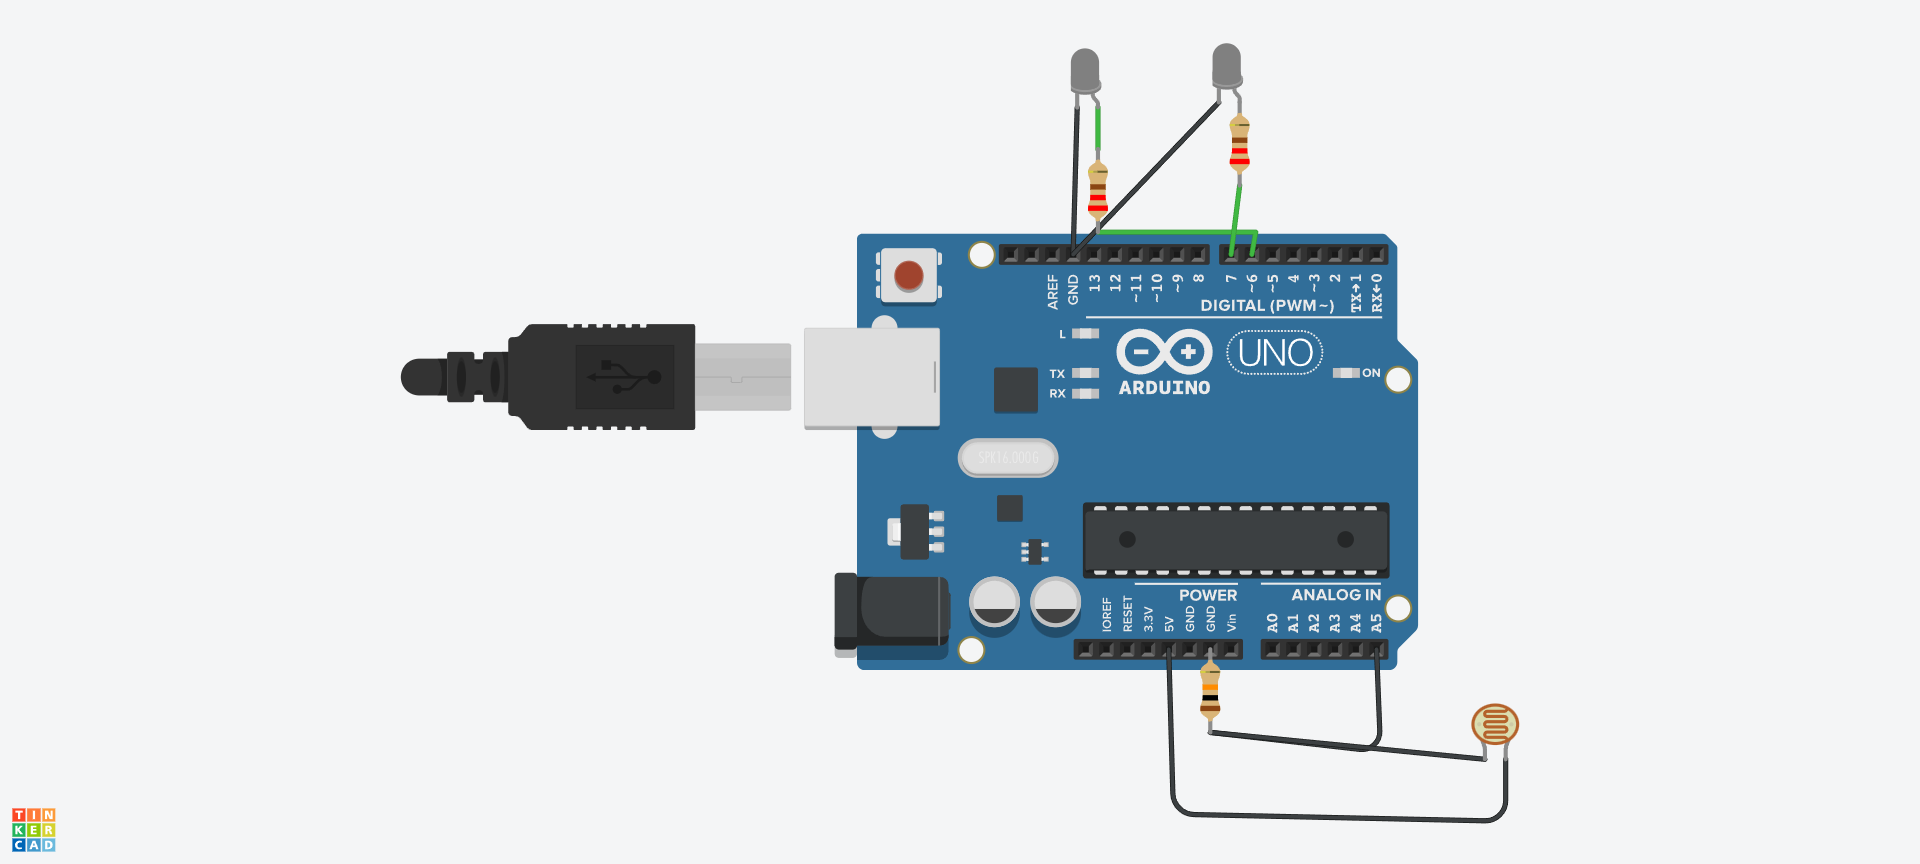 AREF
GND
13
12
~11
~10
~9
8
7
~6
~5
4
~3
2
TX→1
RX←0
DIGITAL (PWM~)
L
TX
RX
ARDUINO
UNO
ON
SPK16.000G
POWER
ANALOG IN
IOREF
RESET
3.3V
5V
GND
GND
Vin
A0
A1
A2
A3
A4
A5
TIN
KER
CAD